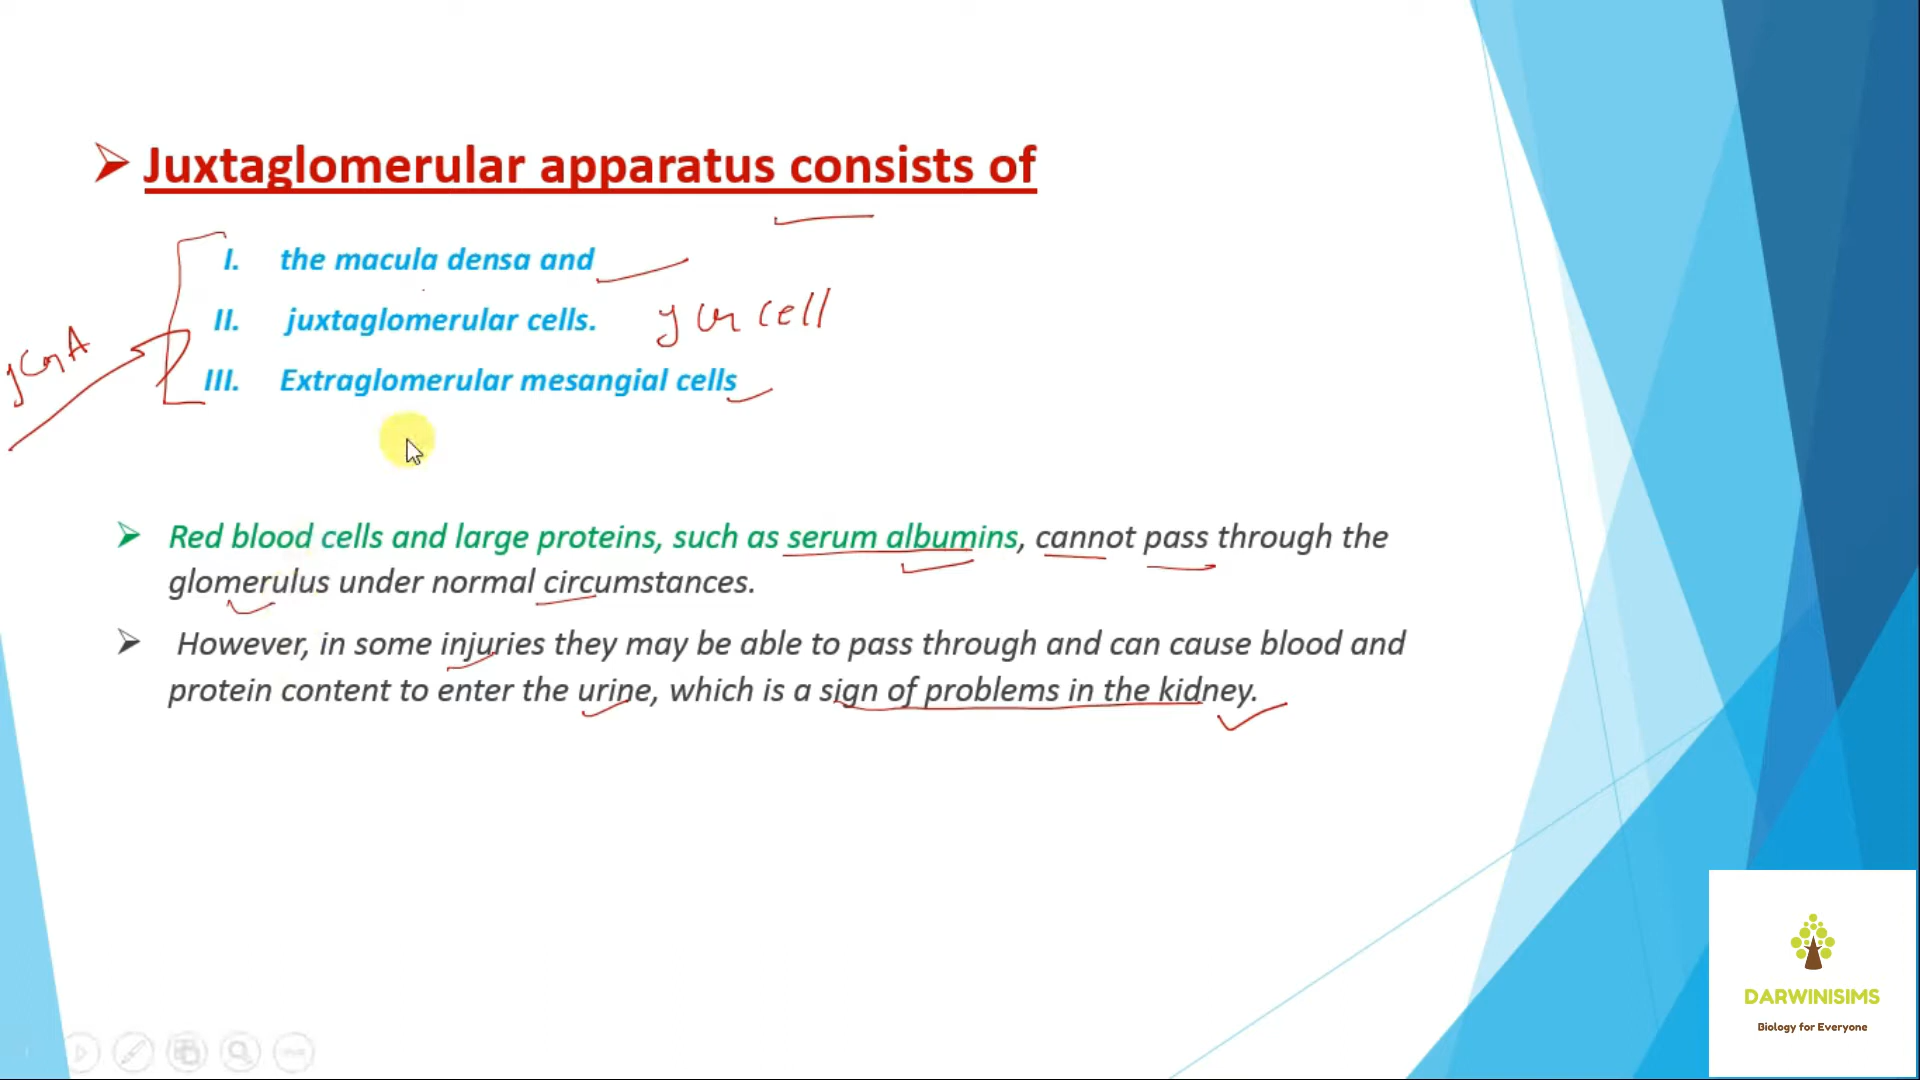 Juxtaglomerular apparatus consists of
I. the macula densa and
II. juxtaglomerular cells. JG cell
III. Extraglomerular mesangial cells
JGA
Red blood cells and large proteins, such as serum albumins, cannot pass through the
glomerulus under normal circumstances.
However, in some injuries they may be able to pass through and can cause blood and
protein content to enter the urine, which is a sign of problems in the kidney.
DARWINISIMS
Biology for Everyone